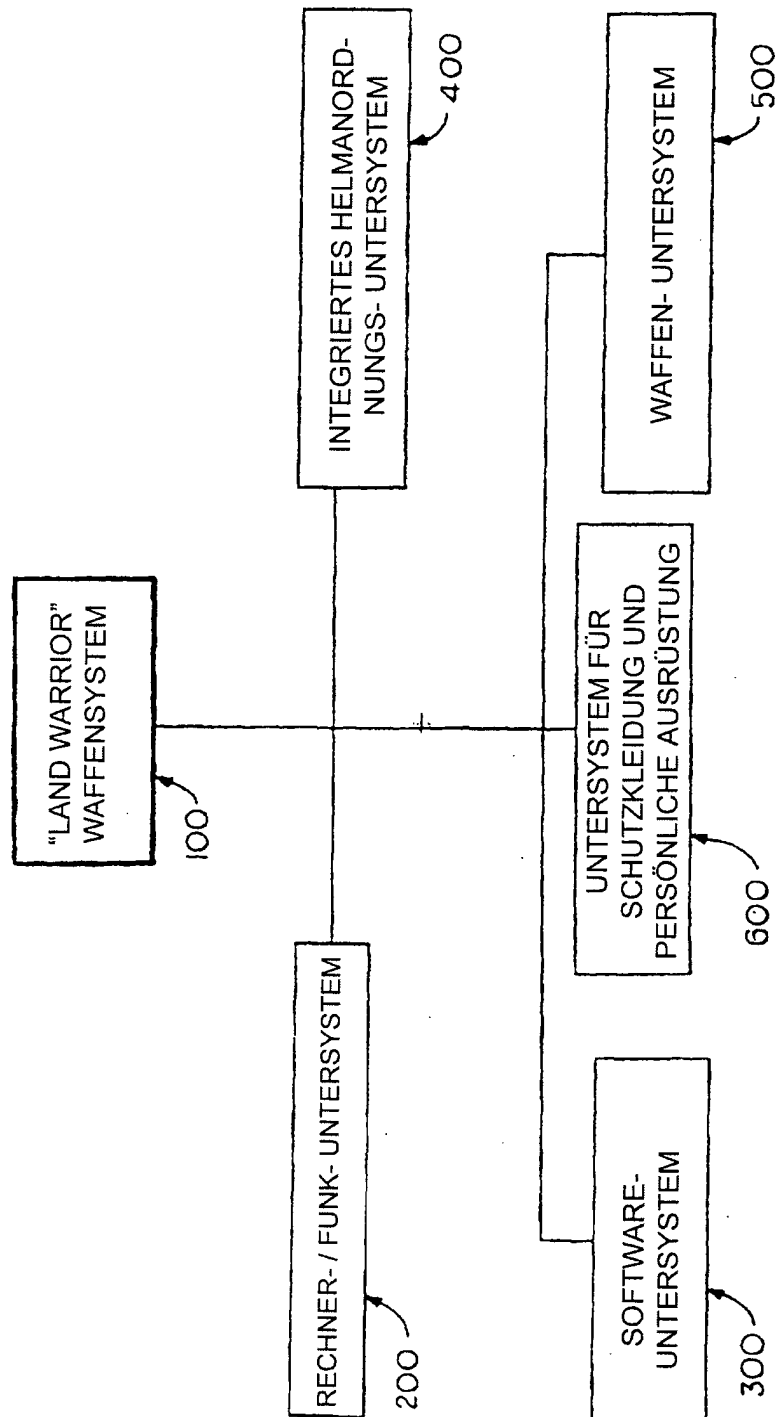 "LAND WARRIOR"
WAFFENSYSTEM
100
RECHNER- / FUNK- UNTERSYSTEM
200
INTEGRIERTES HELMANORD-
NUNGS- UNTERSYSTEM
400
SOFTWARE-
UNTERSYSTEM
300
UNTERSYSTEM FÜR
SCHUTZKLEIDUNG UND
PERSÖNLICHE AUSRÜSTUNG
600
WAFFEN- UNTERSYSTEM
500